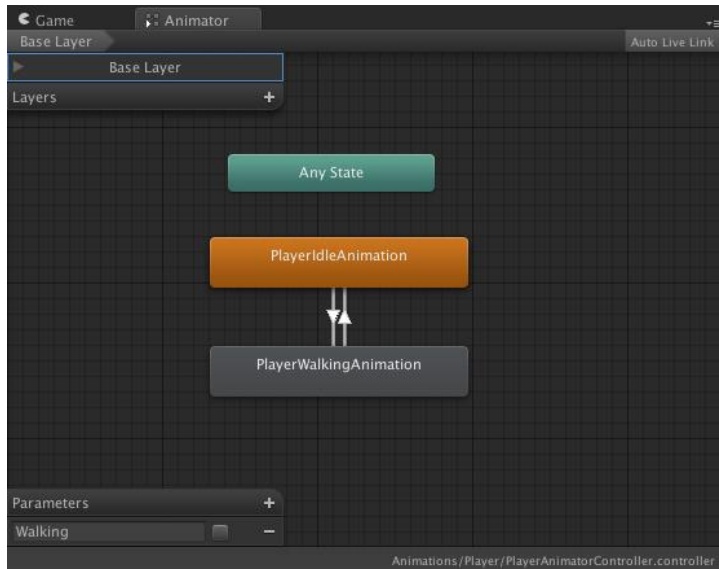 Game
Animator
Base Layer
Auto Live Link
Base Layer
Layers
Any State
PlayerIdleAnimation
PlayerWalkingAnimation
Parameters
Walking
Animations/Player/PlayerAnimatorController.controller